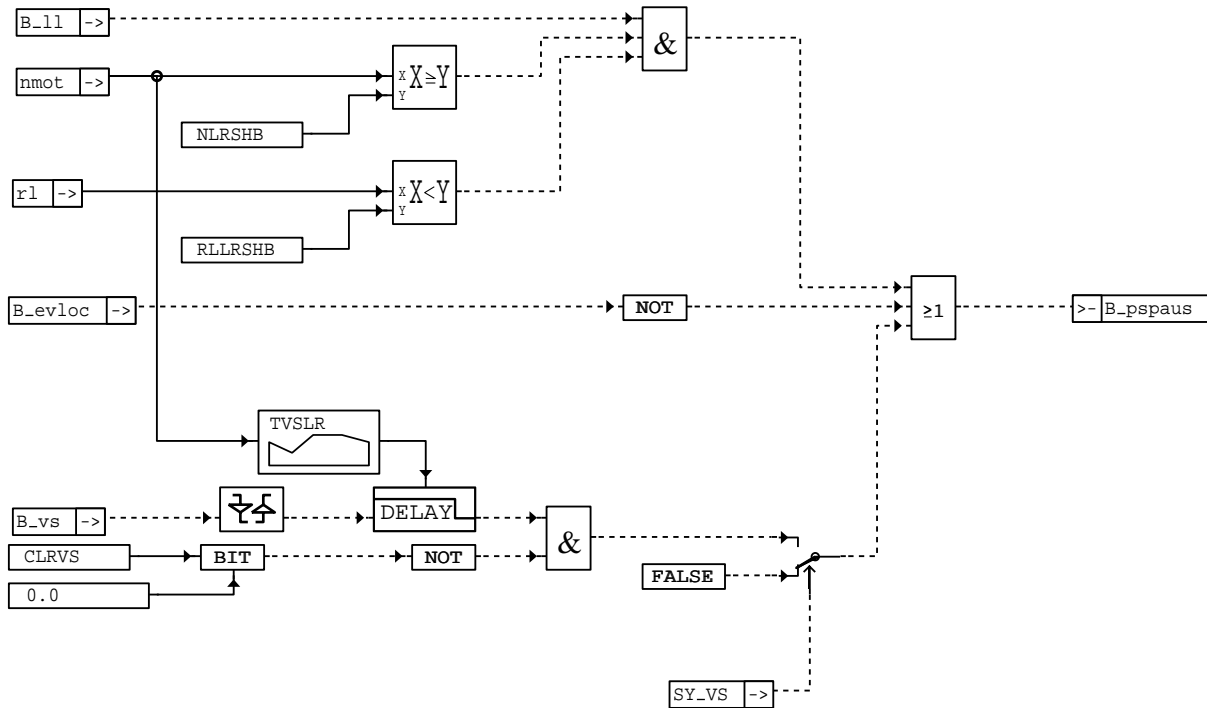 B_ll ->
&
nmot ->
X X≥Y
Y
NLRSHB
rl ->
X X<Y
Y
RLLRSHB
B_evloc ->
NOT
≥1
>- B_pspaus
TVSLR
B_vs ->
DELAY
&
CLRVS
BIT
NOT
FALSE
0.0
SY_VS ->